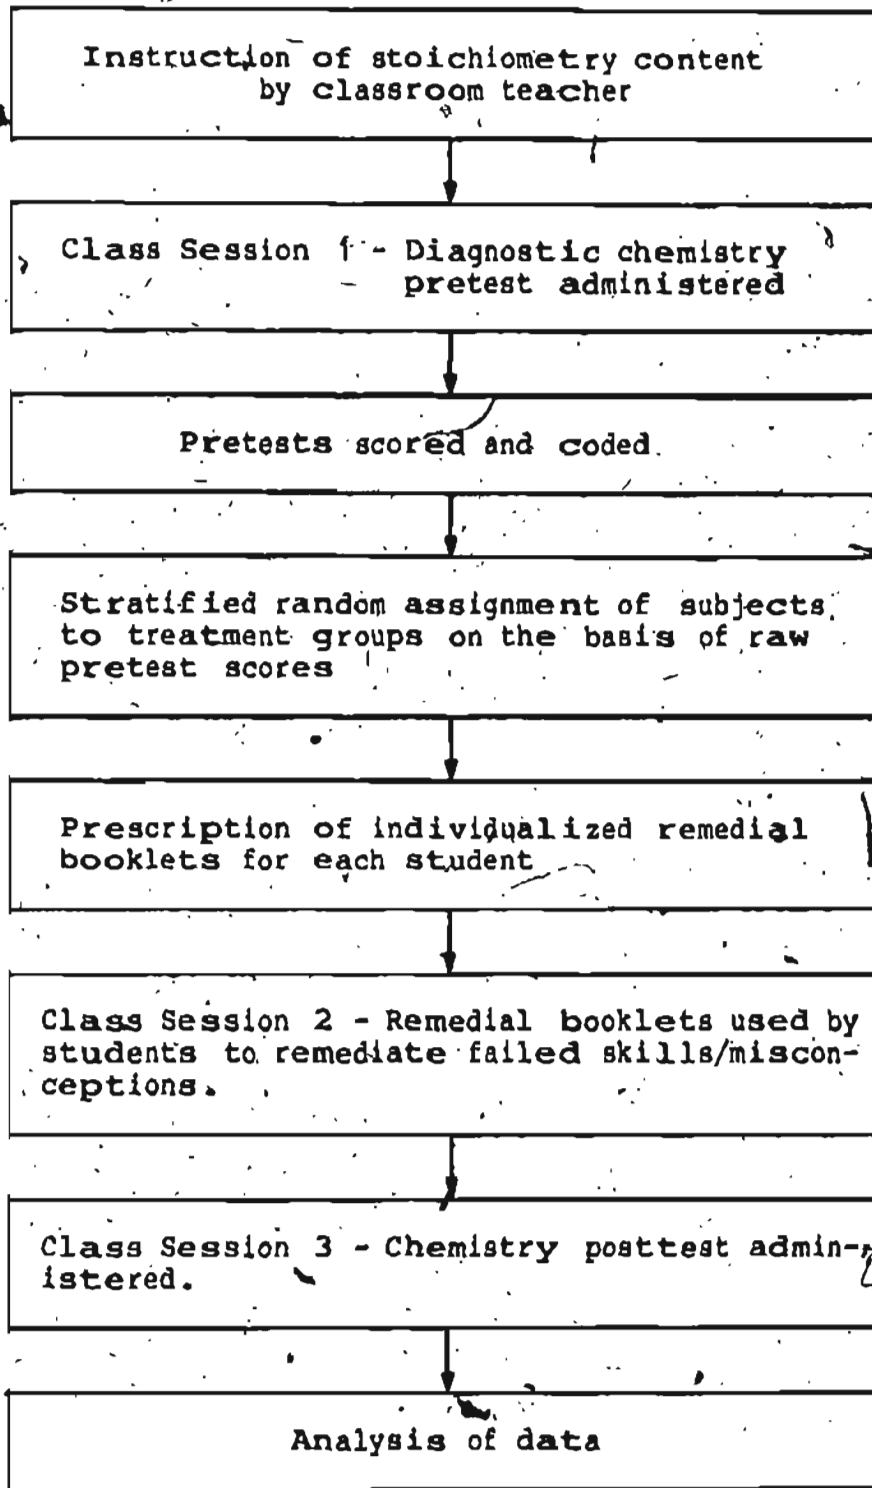 Instruction of stoichiometry content
by classroom teacher
Class Session 1 - Diagnostic chemistry
pretest administered
Pretests scored and coded.
Stratified random assignment of subjects
to treatment groups on the basis of raw
pretest scores
Prescription of individualized remedial
booklets for each student
Class Session 2 - Remedial booklets used by
students to remediate failed skills/miscon-
ceptions.
Class Session 3 - Chemistry posttest admin-
istered.
Analysis of data